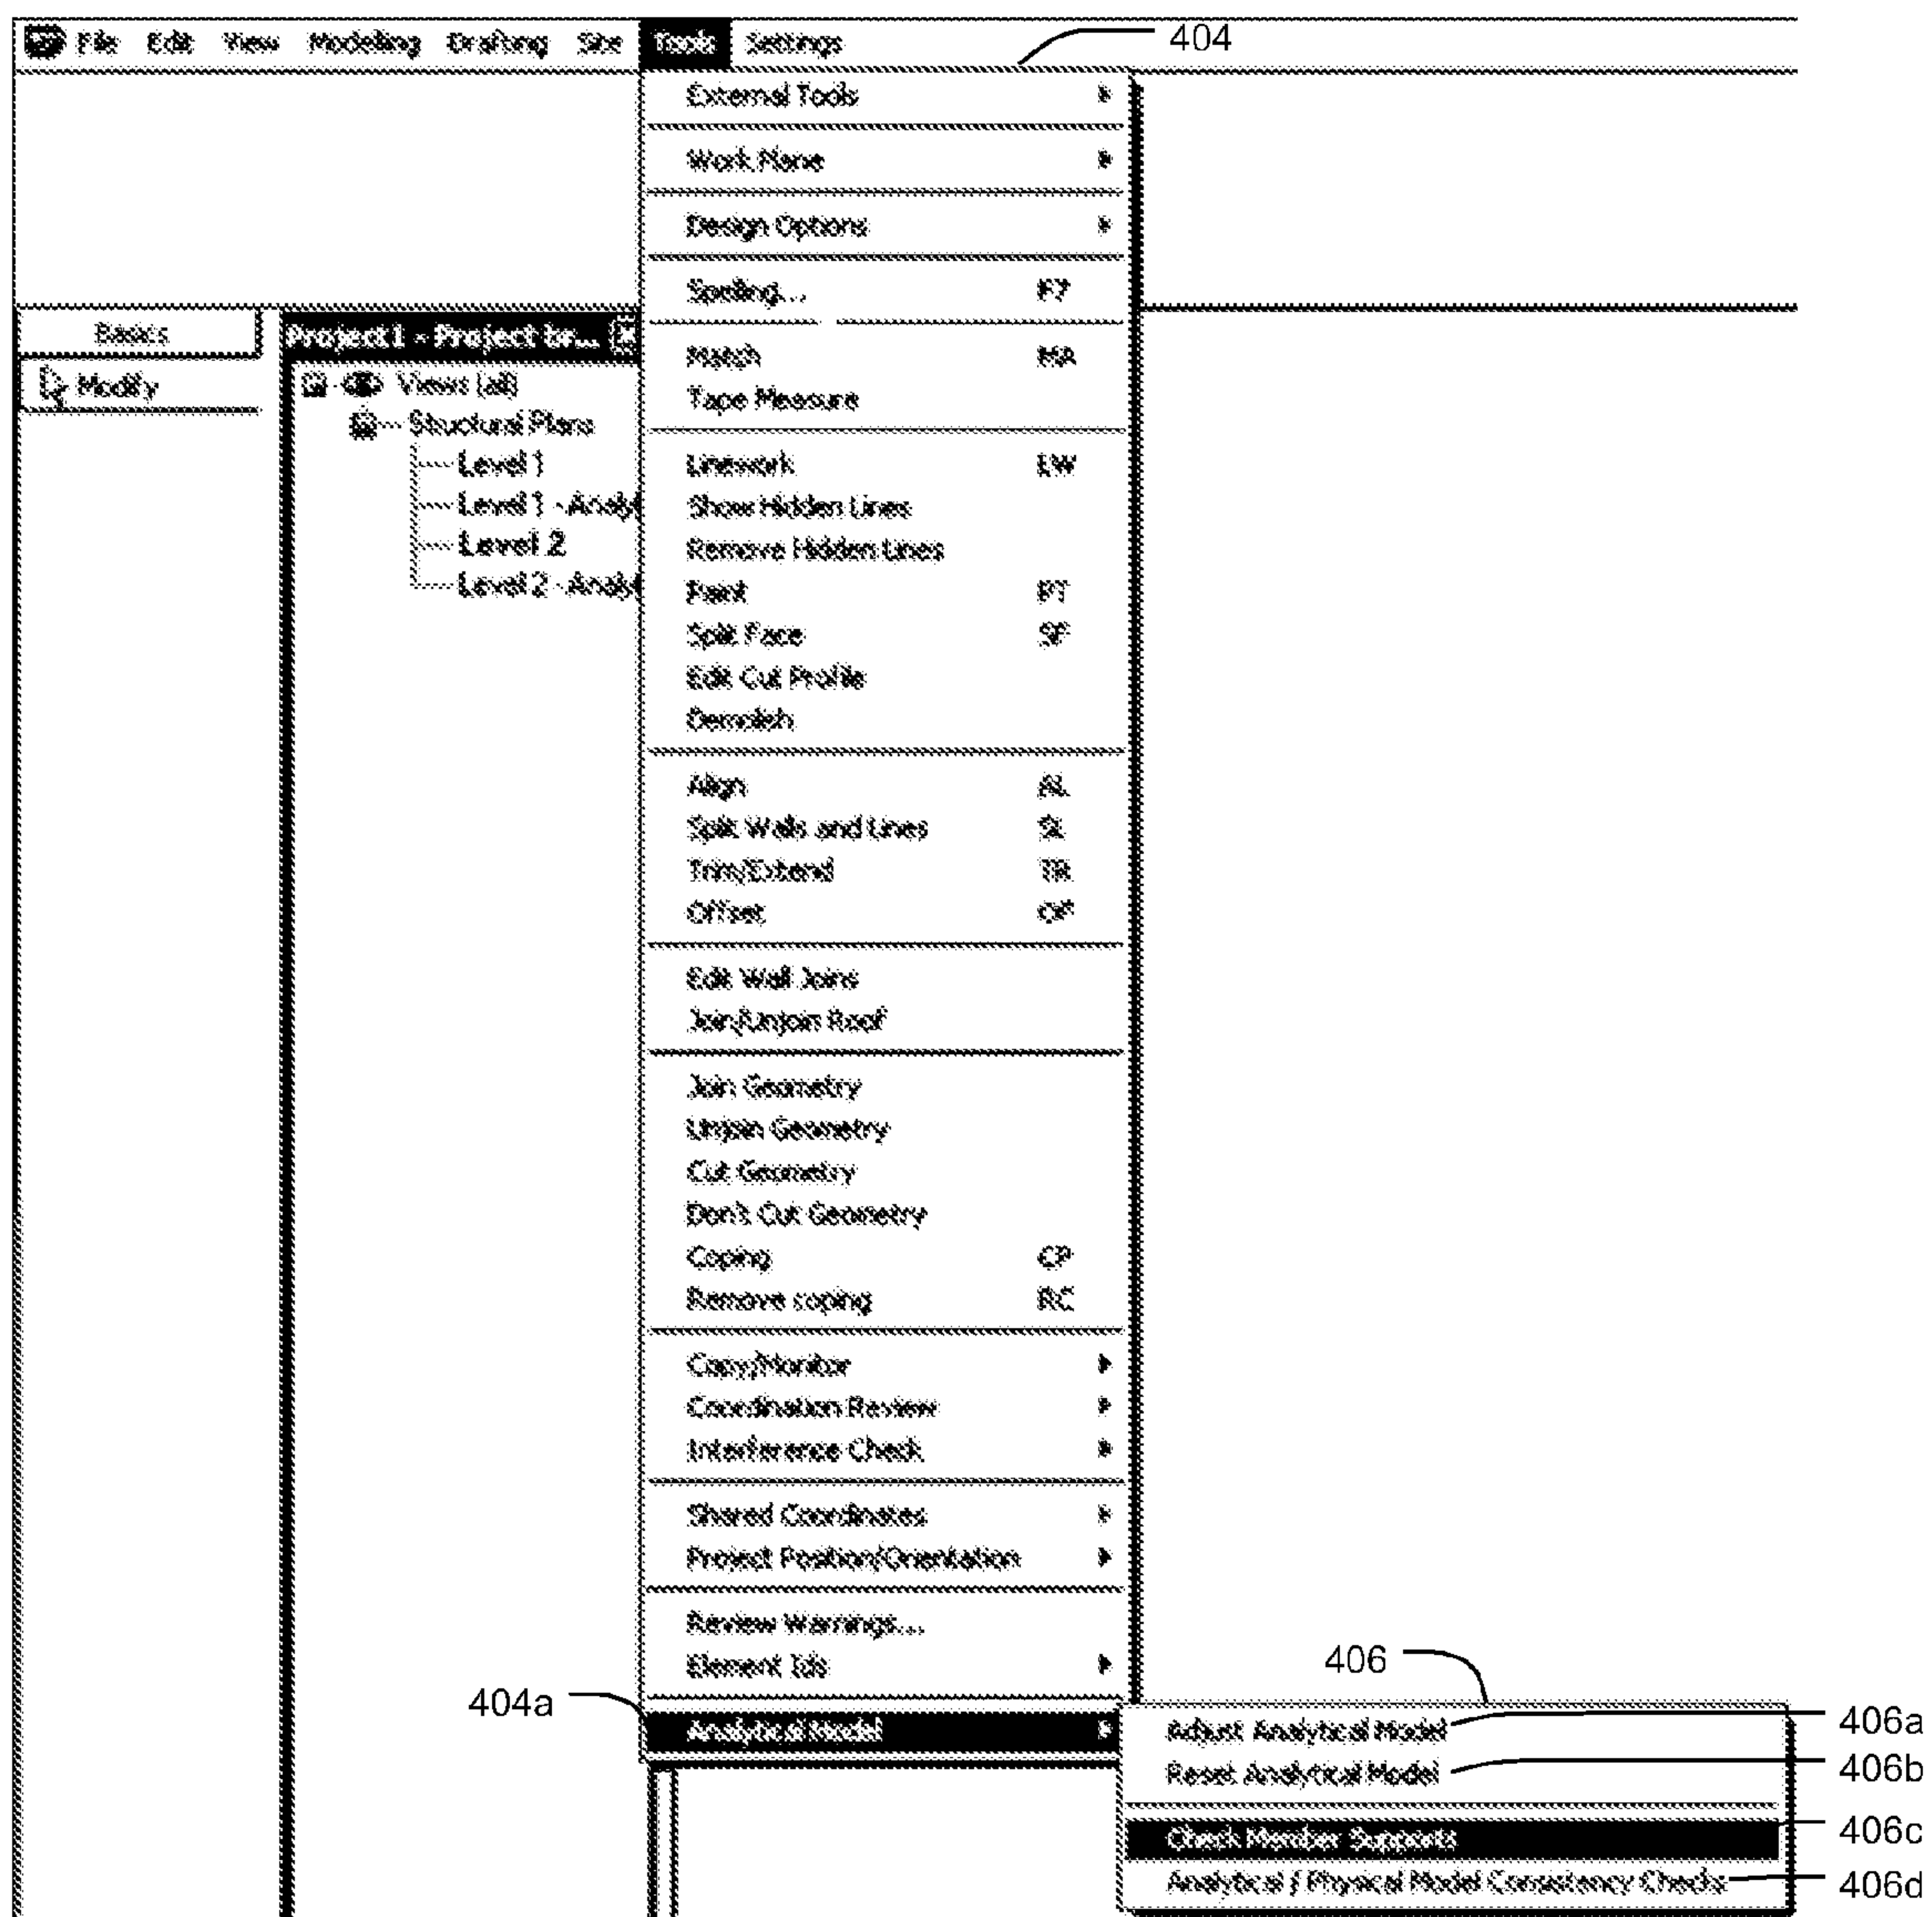 File Edit View Modeling Drafting Site Tools Settings
404
External Tools
Work Plane
Design Options
Spelling... F7
Basics
Project1 - Project br...
Modify
Views (all)
Structural Plans
Level 1
Level 1 - Analyt
Level 2
Level 2 - Analyt
Match MA
Tape Measure
Linework LW
Show Hidden Lines
Remove Hidden Lines
Paint PT
Split Face SF
Edit Cut Profile
Demolish
Align AL
Split Walls and Lines SL
Trim/Extend TR
Offset OF
Edit Wall Joins
Join/Unjoin Roof
Join Geometry
Unjoin Geometry
Cut Geometry
Don't Cut Geometry
Coping CP
Remove coping RC
Copy/Monitor
Coordination Review
Interference Check
Shared Coordinates
Project Position/Orientation
Review Warnings...
Element Ids
404a
Analytical Model
406
Adjust Analytical Model 406a
Reset Analytical Model 406b
Check Member Supports 406c
Analytical / Physical Model Consistency Checks 406d